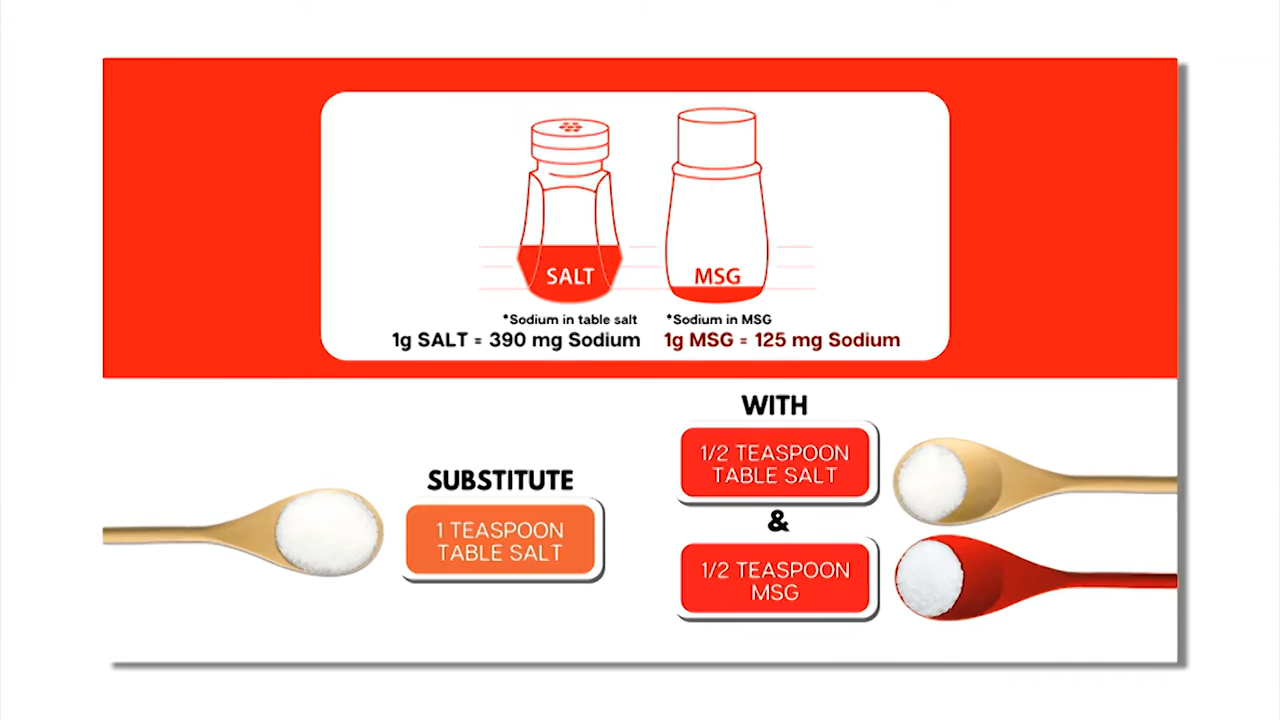 SALT
MSG
*Sodium in table salt
1g SALT = 390 mg Sodium
*Sodium in MSG
1g MSG = 125 mg Sodium
SUBSTITUTE
1 TEASPOON
TABLE SALT
WITH
1/2 TEASPOON
TABLE SALT
&
1/2 TEASPOON
MSG